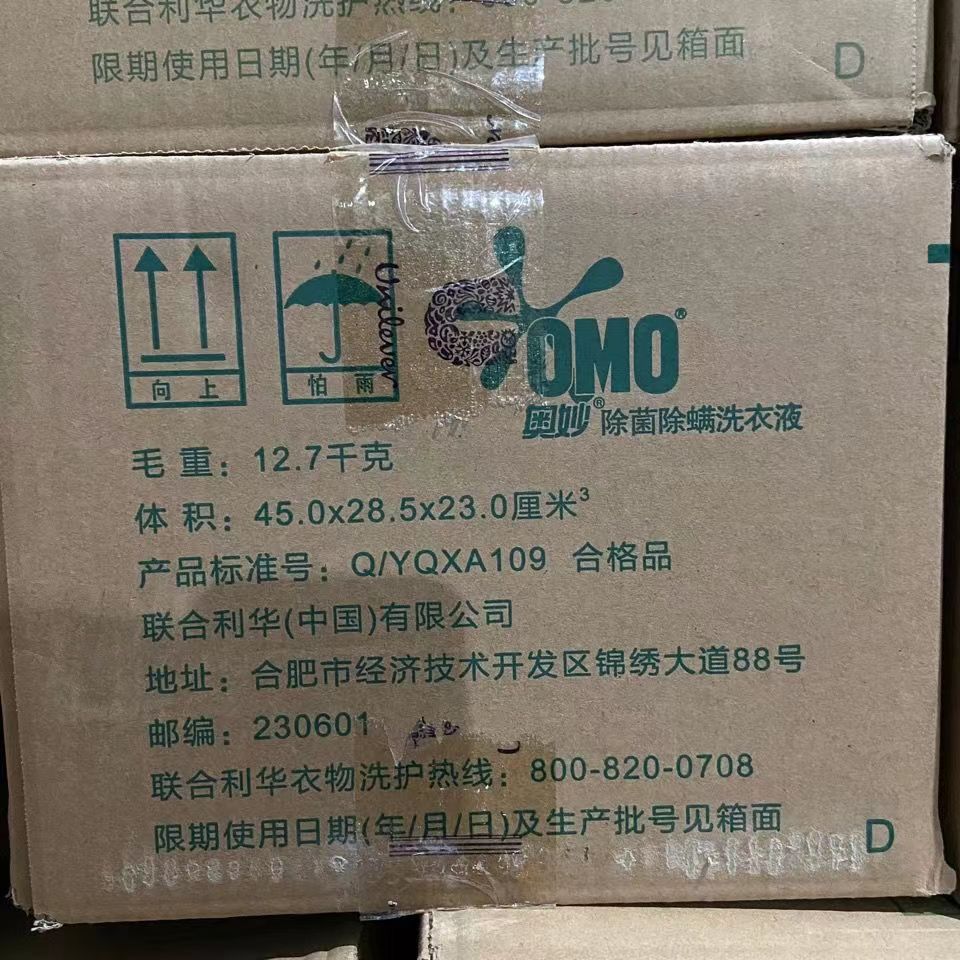 联合利华衣物洗护热线:
限期使用日期(年/月/日)及生产批号见箱面
D
向上
怕雨
Unilever
OMO®
奥妙®除菌除螨洗衣液
毛重:12.7千克
体积:45.0x28.5x23.0厘米³
产品标准号:Q/YQXA109 合格品
联合利华(中国)有限公司
地址:合肥市经济技术开发区锦绣大道88号
邮编:230601
联合利华衣物洗护热线:800-820-0708
限期使用日期(年/月/日)及生产批号见箱面
D